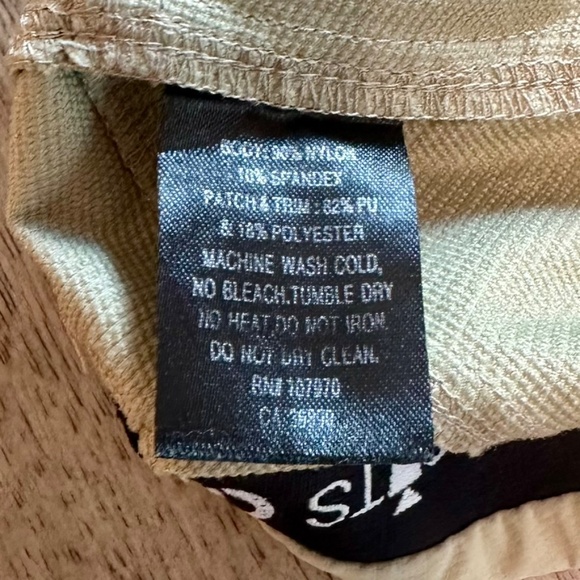 BODY: 90% NYLON
10% SPANDEX
PATCH & TRIM : 82% PU
& 18% POLYESTER
MACHINE WASH COLD,
NO BLEACH.TUMBLE DRY
NO HEAT.DO NOT IRON.
DO NOT DRY CLEAN.
RN# 107970
CA